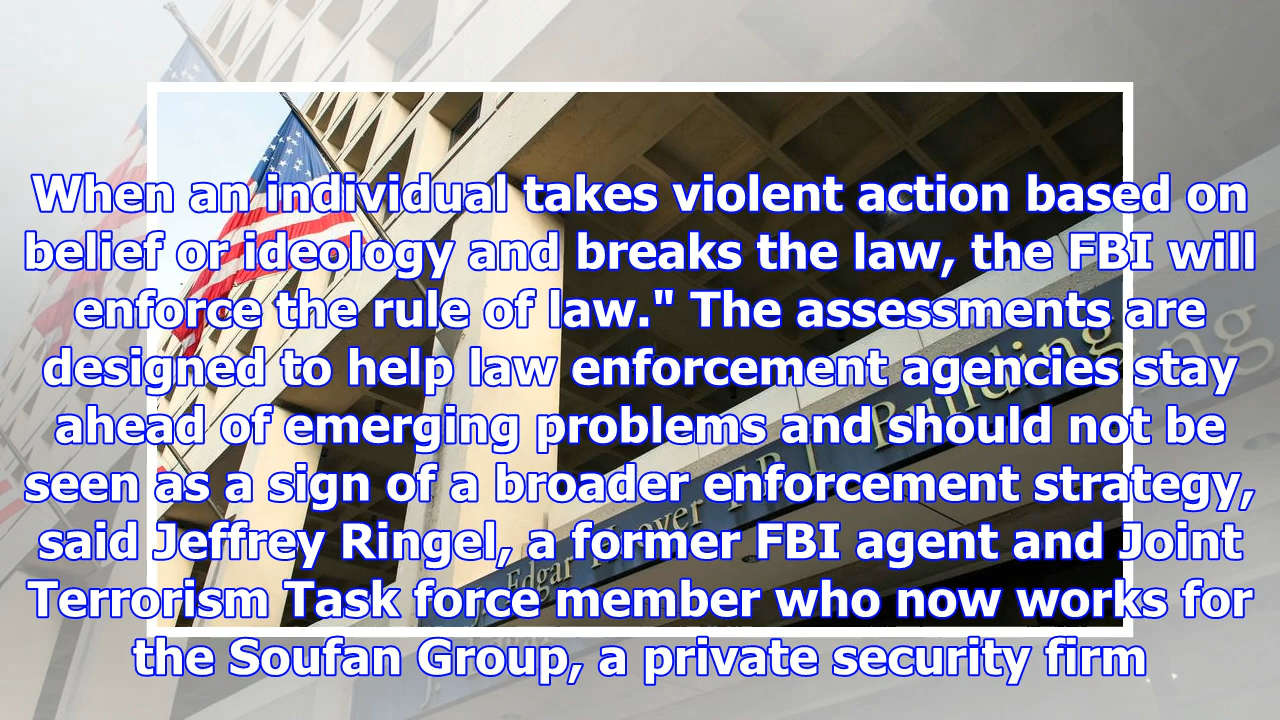 When an individual takes violent action based on
belief or ideology and breaks the law, the FBI will
enforce the rule of law." The assessments are
designed to help law enforcement agencies stay
ahead of emerging problems and should not be
seen as a sign of a broader enforcement strategy,
said Jeffrey Ringel, a former FBI agent and Joint
Terrorism Task force member who now works for
the Soufan Group, a private security firm
J. Edgar Hoover F B I Building